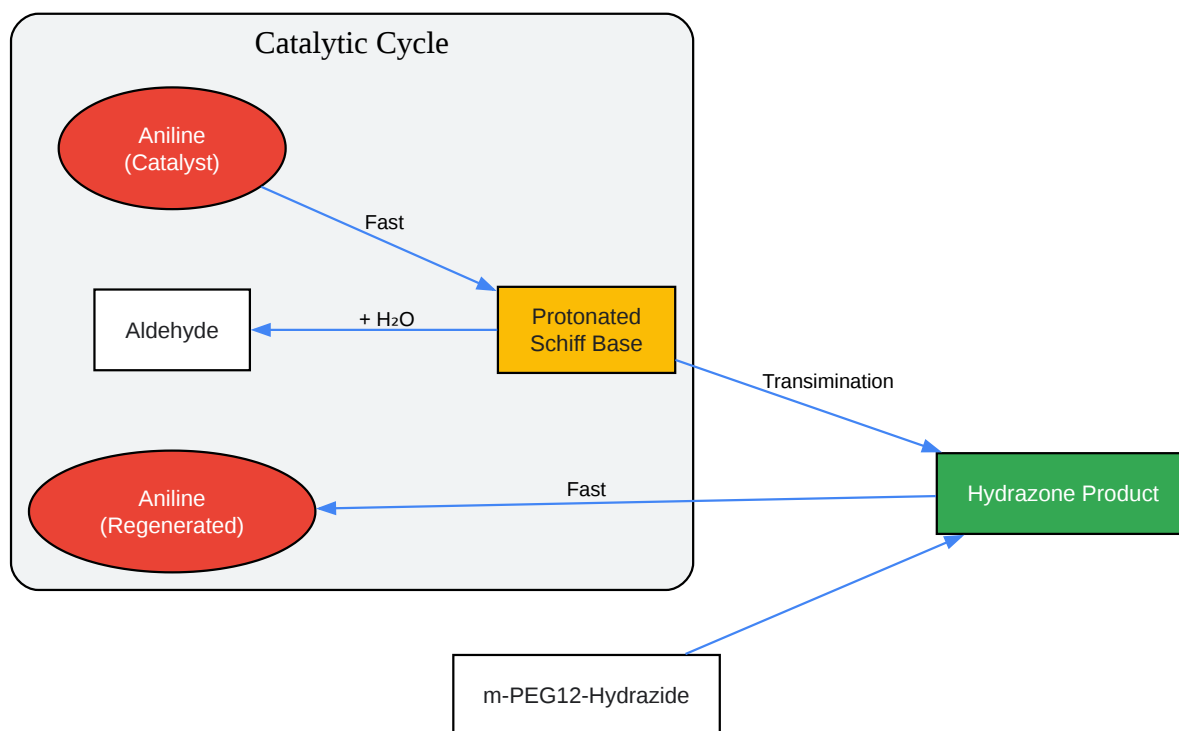 Catalytic Cycle
Aniline
(Catalyst)
Fast
Aldehyde
+ H₂O
Protonated
Schiff Base
Transimination
Aniline
(Regenerated)
Fast
Hydrazone Product
m-PEG12-Hydrazide